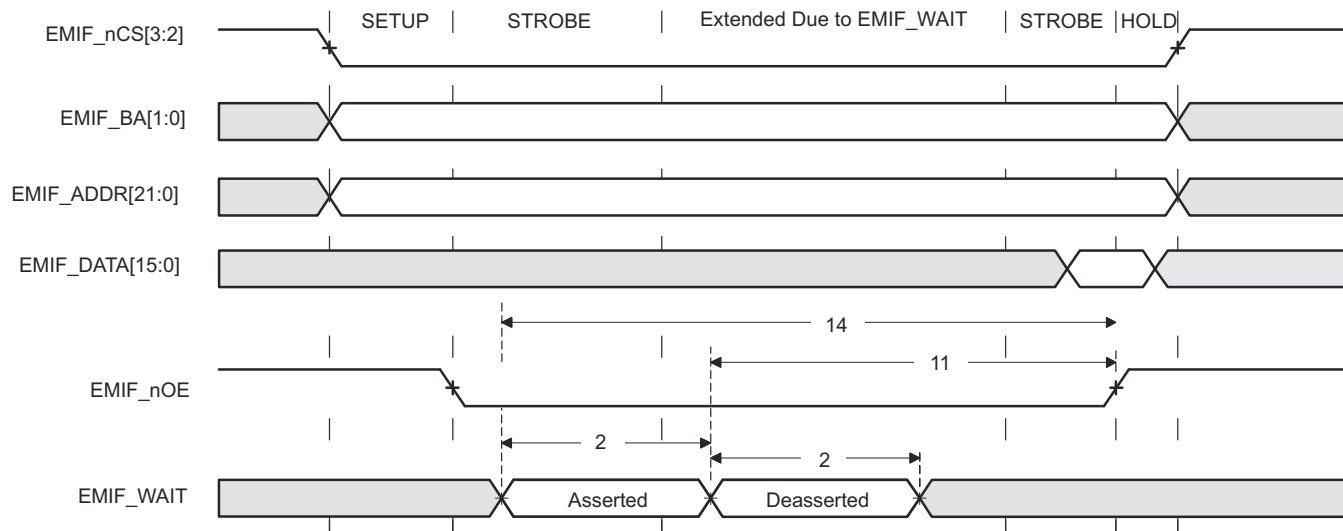 SETUP STROBE Extended Due to EMIF_WAIT STROBE HOLD
EMIF_nCS[3:2]
EMIF_BA[1:0]
EMIF_ADDR[21:0]
EMIF_DATA[15:0]
14
11
EMIF_nOE
2
2
EMIF_WAIT Asserted Deasserted